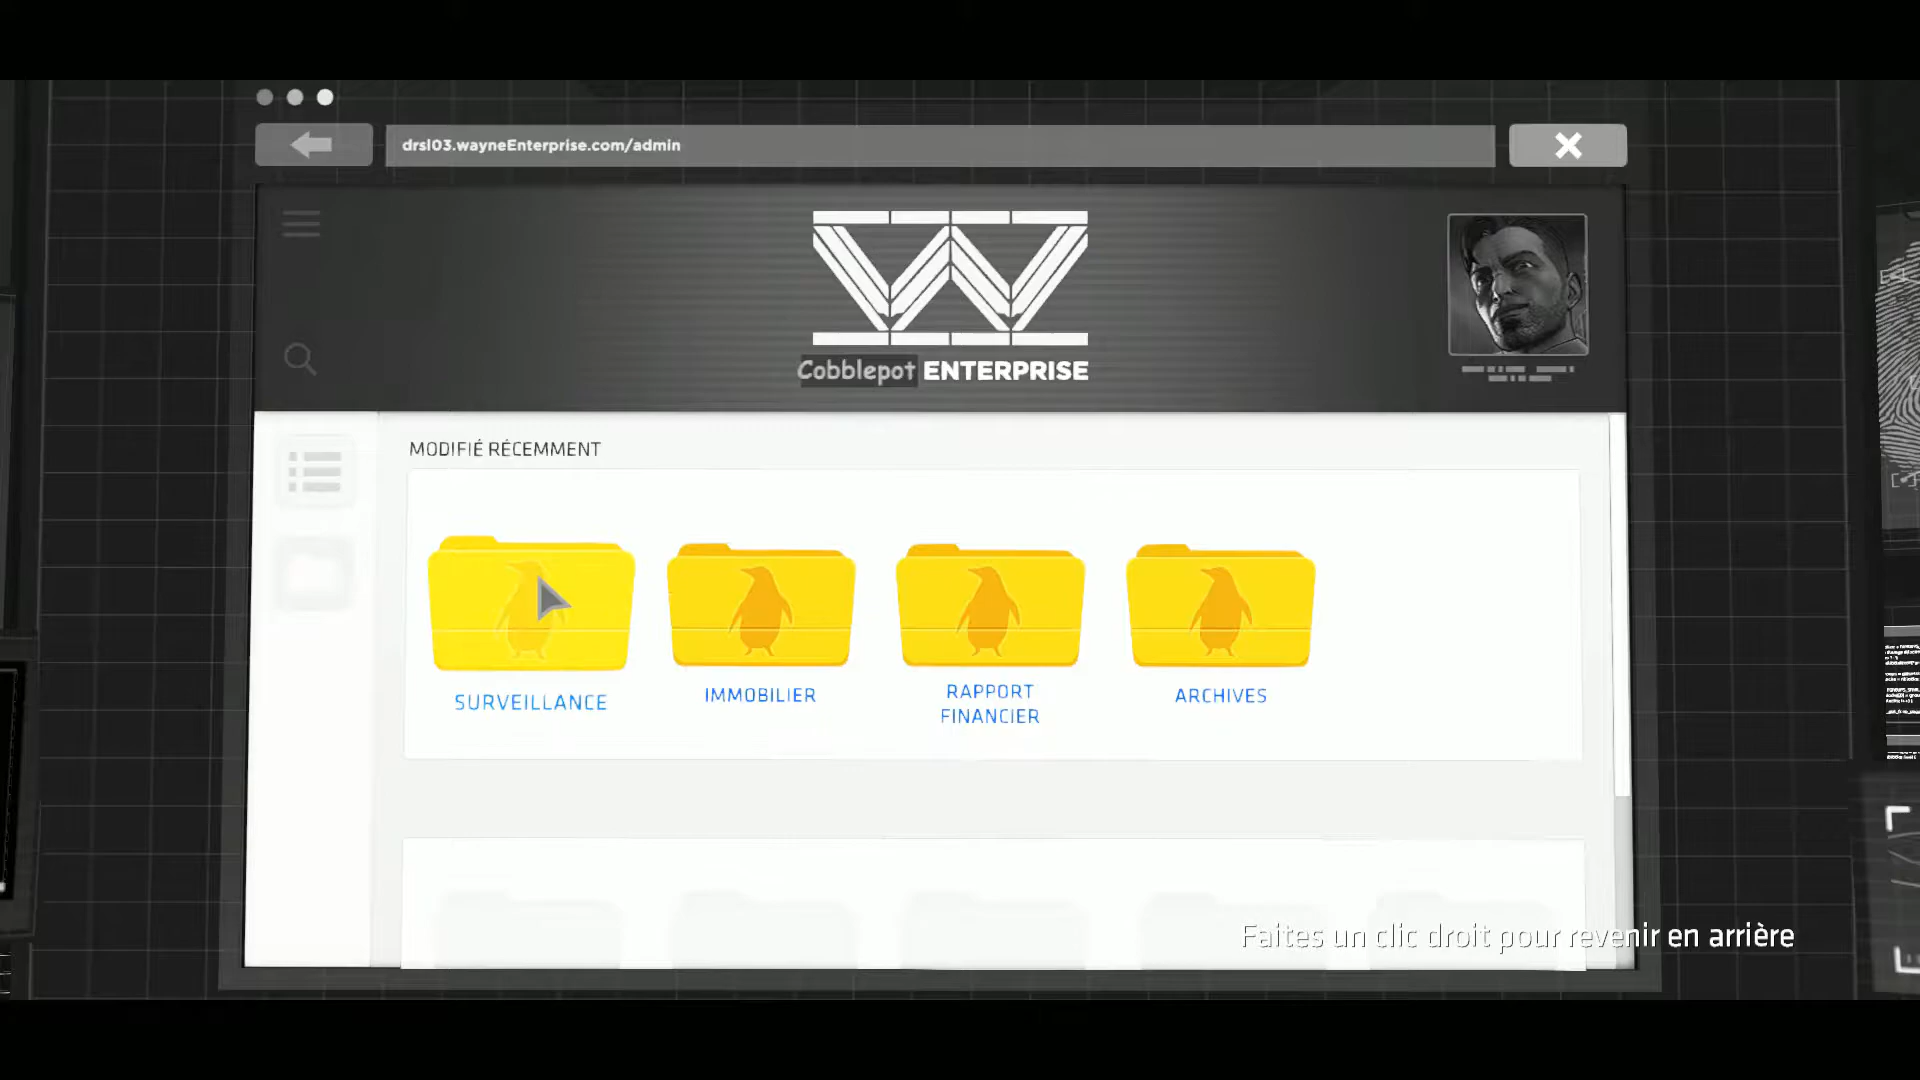 drsl03.wayneEnterprise.com/admin
Cobblepot ENTERPRISE
MODIFIÉ RÉCEMMENT
SURVEILLANCE
IMMOBILIER
RAPPORT
FINANCIER
ARCHIVES
Faites un clic droit pour revenir en arrière